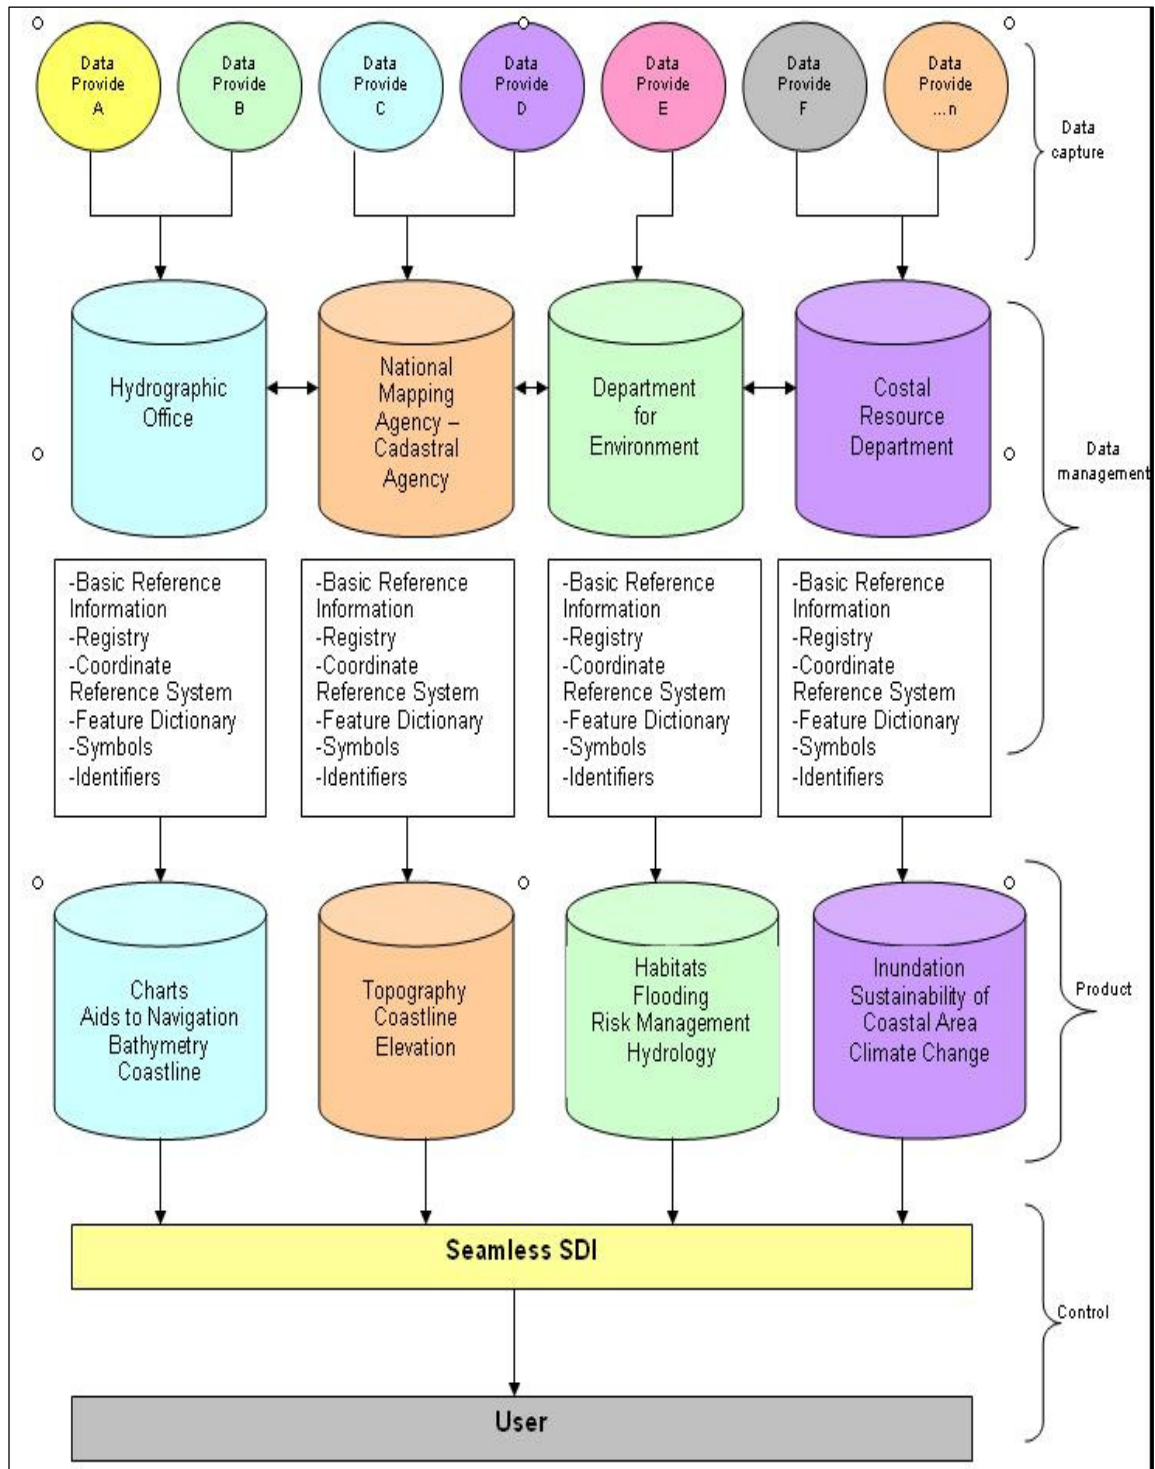 Data
Provide
A
Data
Provide
B
Data
Provide
C
Data
Provide
D
Data
Provide
E
Data
Provide
F
Data
Provide
...n
Data
capture
Hydrographic
Office
National
Mapping
Agency –
Cadastral
Agency
Department
for
Environment
Costal
Resource
Department
Data
management
-Basic Reference
Information
-Registry
-Coordinate
Reference System
-Feature Dictionary
-Symbols
-Identifiers
-Basic Reference
Information
-Registry
-Coordinate
Reference System
-Feature Dictionary
-Symbols
-Identifiers
-Basic Reference
Information
-Registry
-Coordinate
Reference System
-Feature Dictionary
-Symbols
-Identifiers
-Basic Reference
Information
-Registry
-Coordinate
Reference System
-Feature Dictionary
-Symbols
-Identifiers
Charts
Aids to Navigation
Bathymetry
Coastline
Topography
Coastline
Elevation
Habitats
Flooding
Risk Management
Hydrology
Inundation
Sustainability of
Coastal Area
Climate Change
Product
Seamless SDI
Control
User